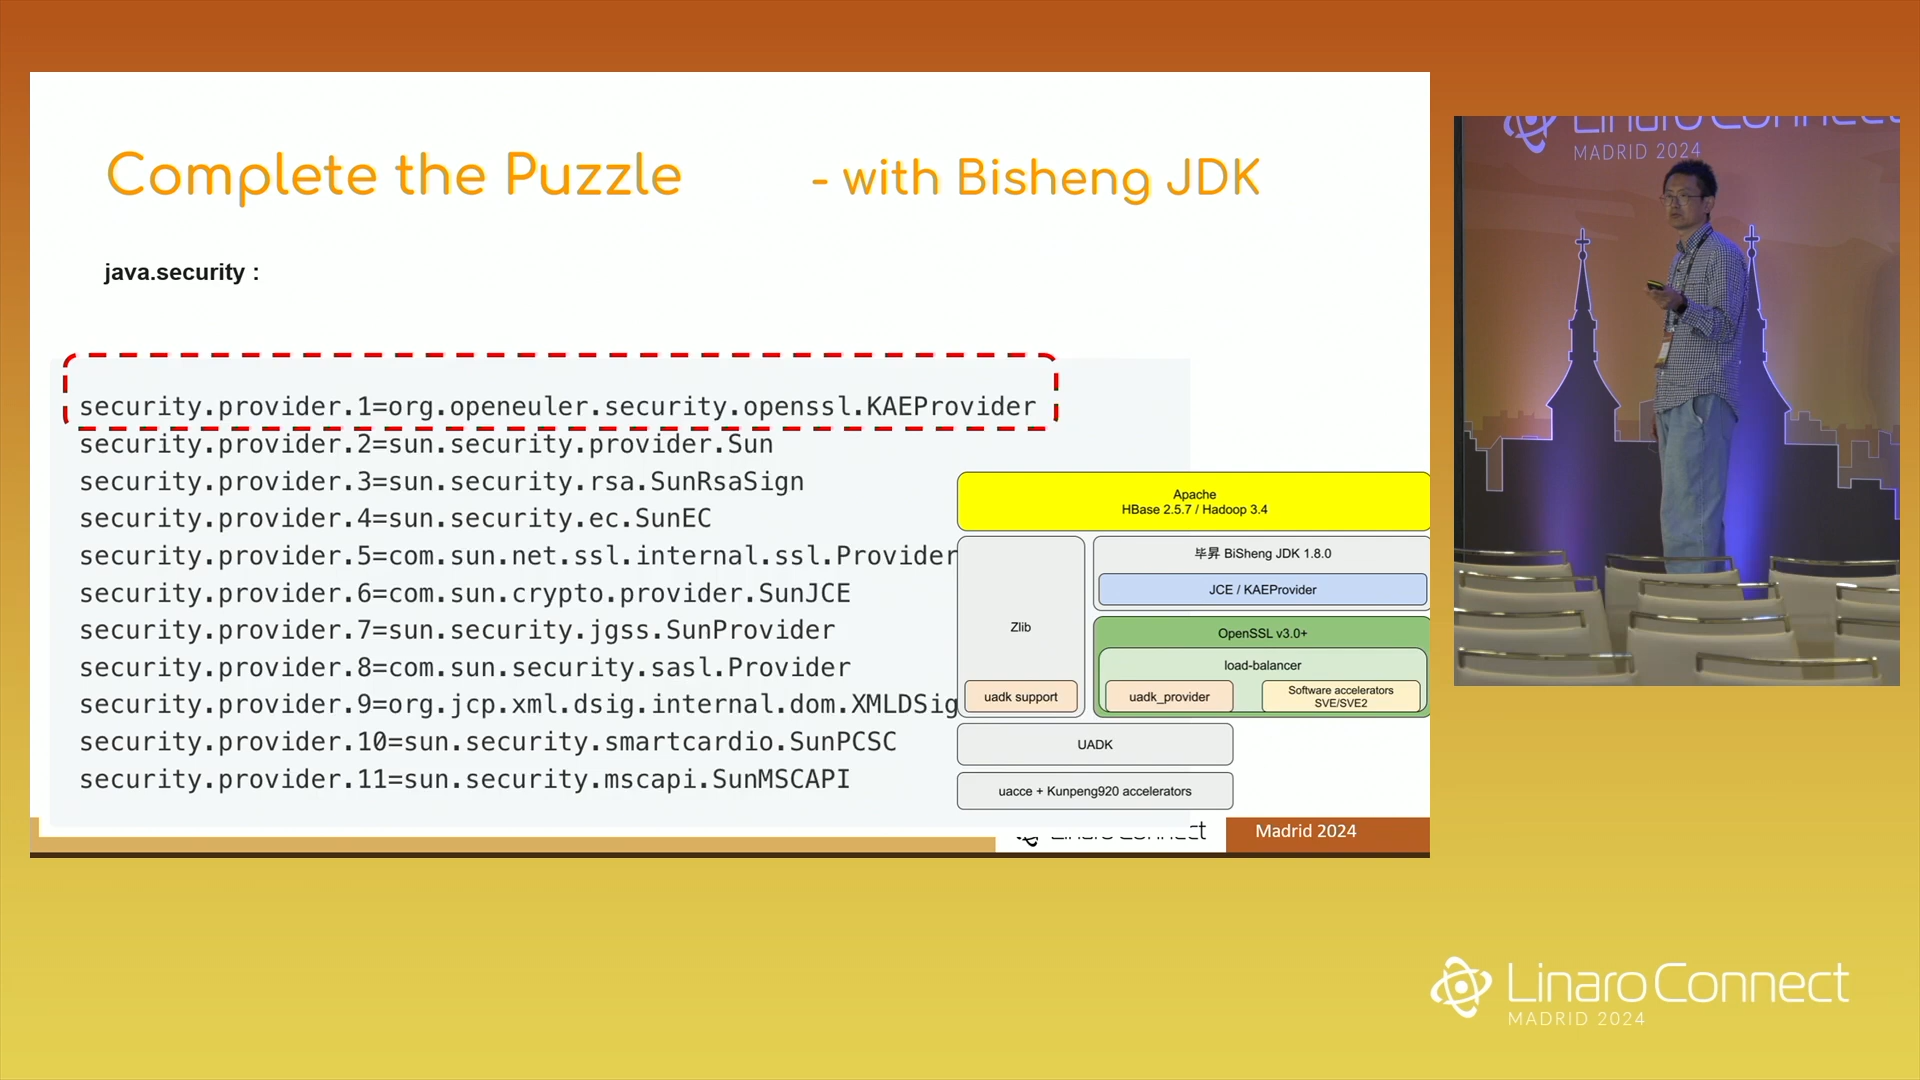 Complete the Puzzle - with Bisheng JDK
java.security :
security.provider.1=org.openeuler.security.openssl.KAEProvider
security.provider.2=sun.security.provider.Sun
security.provider.3=sun.security.rsa.SunRsaSign
security.provider.4=sun.security.ec.SunEC
security.provider.5=com.sun.net.ssl.internal.ssl.Provider
security.provider.6=com.sun.crypto.provider.SunJCE
security.provider.7=sun.security.jgss.SunProvider
security.provider.8=com.sun.security.sasl.Provider
security.provider.9=org.jcp.xml.dsig.internal.dom.XMLDSig
security.provider.10=sun.security.smartcardio.SunPCSC
security.provider.11=sun.security.mscapi.SunMSCAPI
Apache
HBase 2.5.7 / Hadoop 3.4
Zlib
uadk support
毕昇 BiSheng JDK 1.8.0
JCE / KAEProvider
OpenSSL v3.0+
load-balancer
uadk_provider
Software accelerators
SVE/SVE2
UADK
uacce + Kunpeng920 accelerators
Linaro Connect
Madrid 2024
Linaro Connect
MADRID 2024
Linaro Connect
MADRID 2024